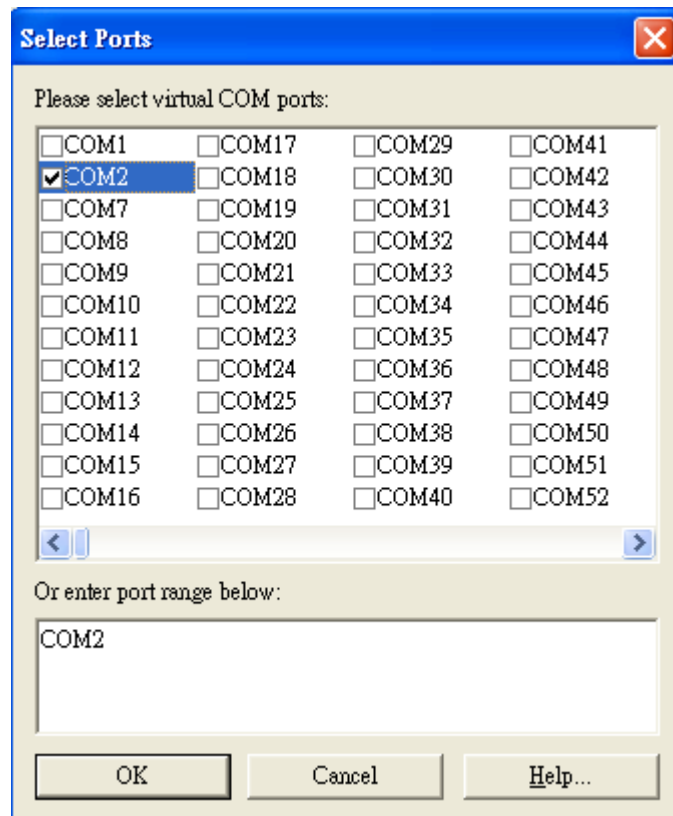 Select Ports
Please select virtual COM ports:
COM1 COM17 COM29 COM41
COM2 COM18 COM30 COM42
COM7 COM19 COM31 COM43
COM8 COM20 COM32 COM44
COM9 COM21 COM33 COM45
COM10 COM22 COM34 COM46
COM11 COM23 COM35 COM47
COM12 COM24 COM36 COM48
COM13 COM25 COM37 COM49
COM14 COM26 COM38 COM50
COM15 COM27 COM39 COM51
COM16 COM28 COM40 COM52
Or enter port range below:
COM2
OK Cancel Help...